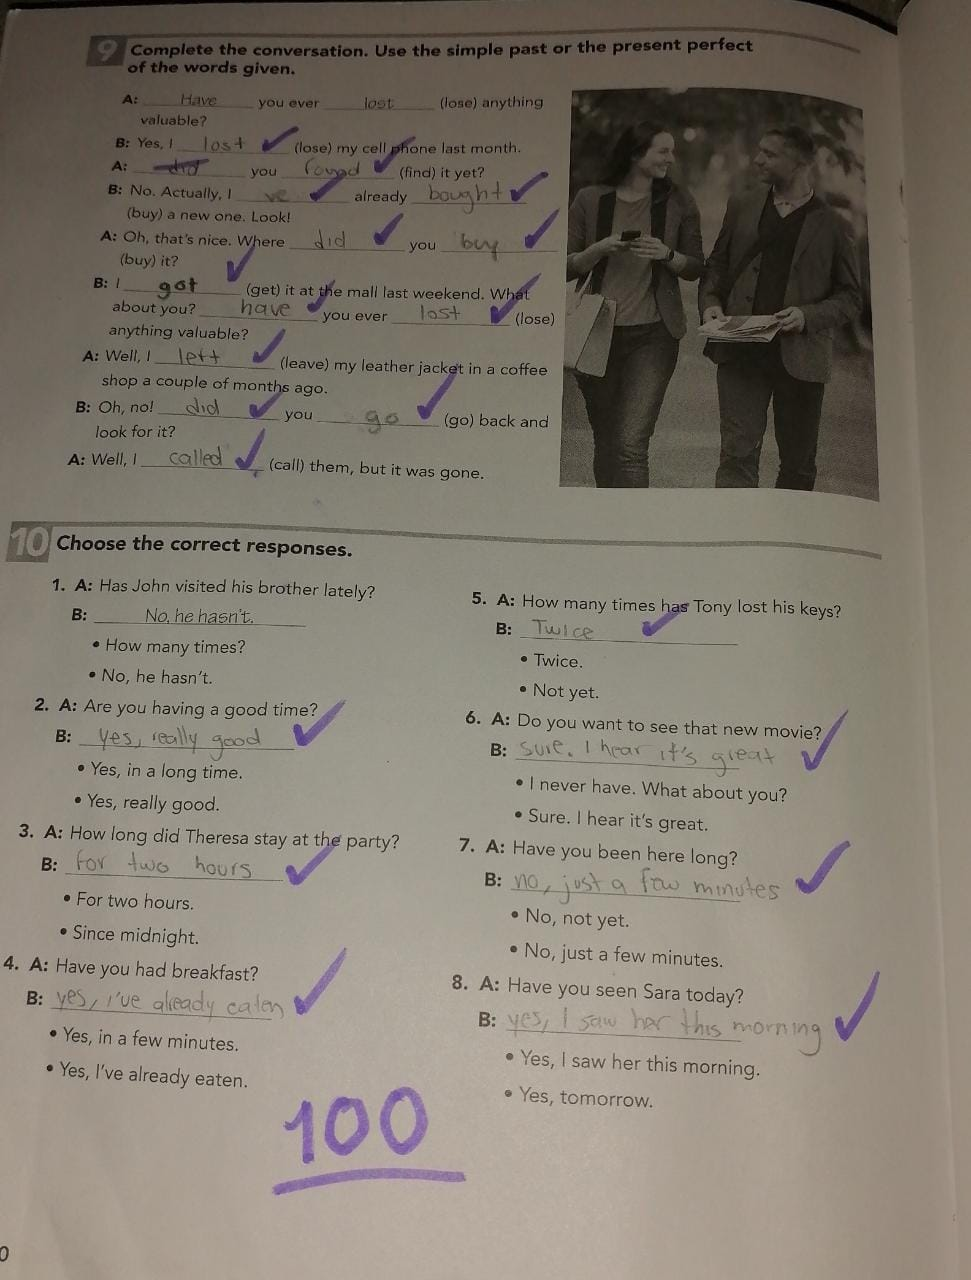 9 Complete the conversation. Use the simple past or the present perfect
of the words given.
A: Have you ever lost (lose) anything
valuable?
B: Yes, I lost (lose) my cell phone last month.
A: did you found (find) it yet?
B: No. Actually, I ve already bought
(buy) a new one. Look!
A: Oh, that's nice. Where did you buy
(buy) it?
B: I got (get) it at the mall last weekend. What
about you? have you ever lost (lose)
anything valuable?
A: Well, I left (leave) my leather jacket in a coffee
shop a couple of months ago.
B: Oh, no! did you go (go) back and
look for it?
A: Well, I called (call) them, but it was gone.
10 Choose the correct responses.
1. A: Has John visited his brother lately?
B: No, he hasn't.
• How many times?
• No, he hasn't.
2. A: Are you having a good time?
B: yes, really good
• Yes, in a long time.
• Yes, really good.
3. A: How long did Theresa stay at the party?
B: for two hours
• For two hours.
• Since midnight.
4. A: Have you had breakfast?
B: yes, I've already eaten
• Yes, in a few minutes.
• Yes, I've already eaten.
5. A: How many times has Tony lost his keys?
B: Twice
• Twice.
• Not yet.
6. A: Do you want to see that new movie?
B: sure. I hear it's great
• I never have. What about you?
• Sure. I hear it's great.
7. A: Have you been here long?
B: no, just a few minutes
• No, not yet.
• No, just a few minutes.
8. A: Have you seen Sara today?
B: yes, I saw her this morning
• Yes, I saw her this morning.
• Yes, tomorrow.
100
0